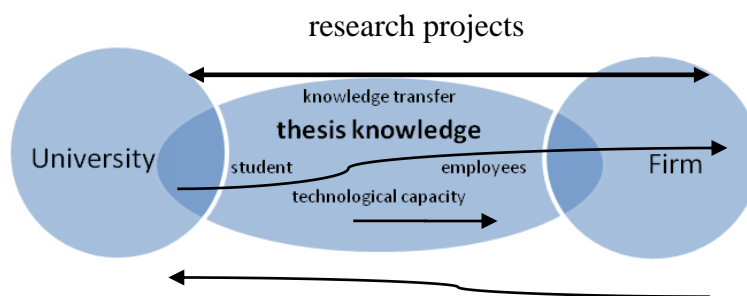 research projects
knowledge transfer
thesis knowledge
University
student
employees
Firm
technological capacity